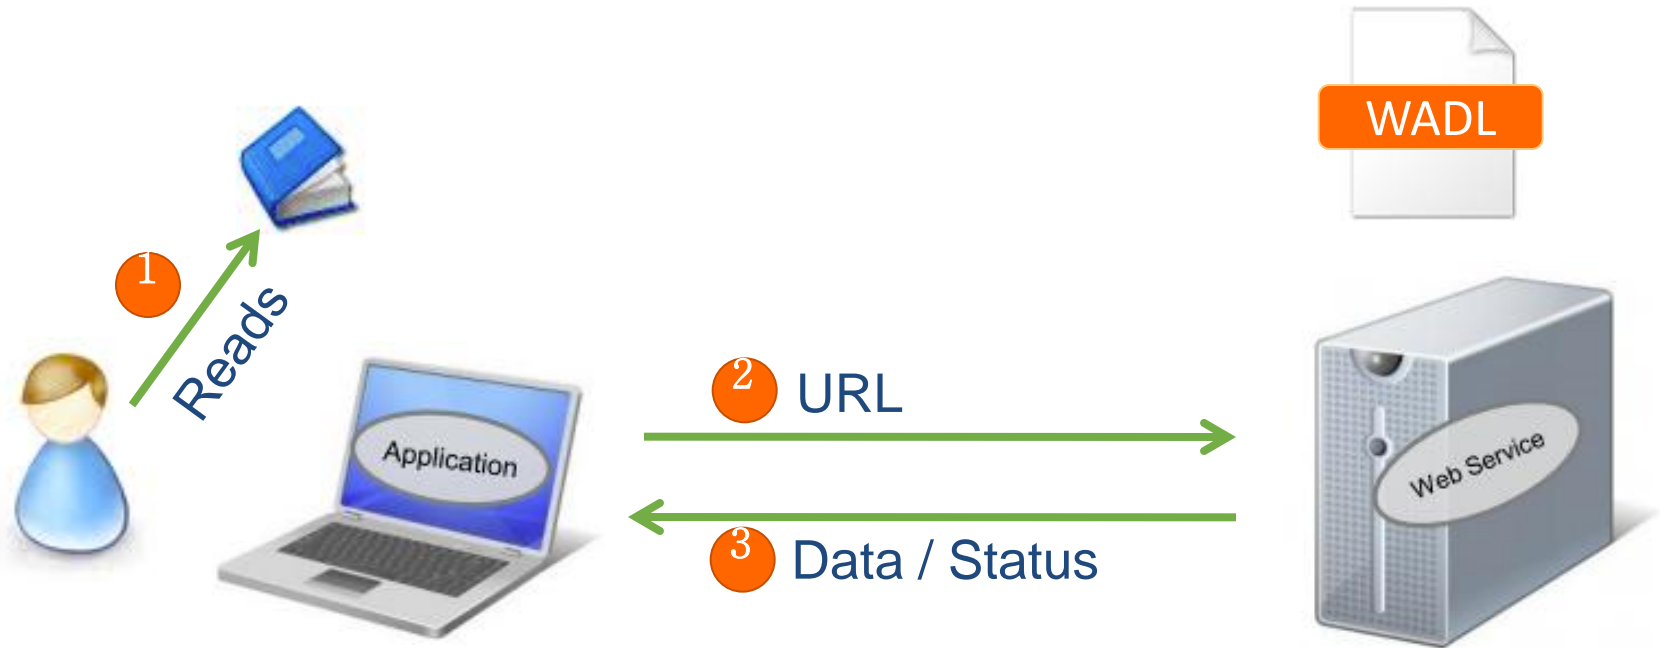 WADL
1
Reads
Application
2 URL
Web Service
3 Data / Status